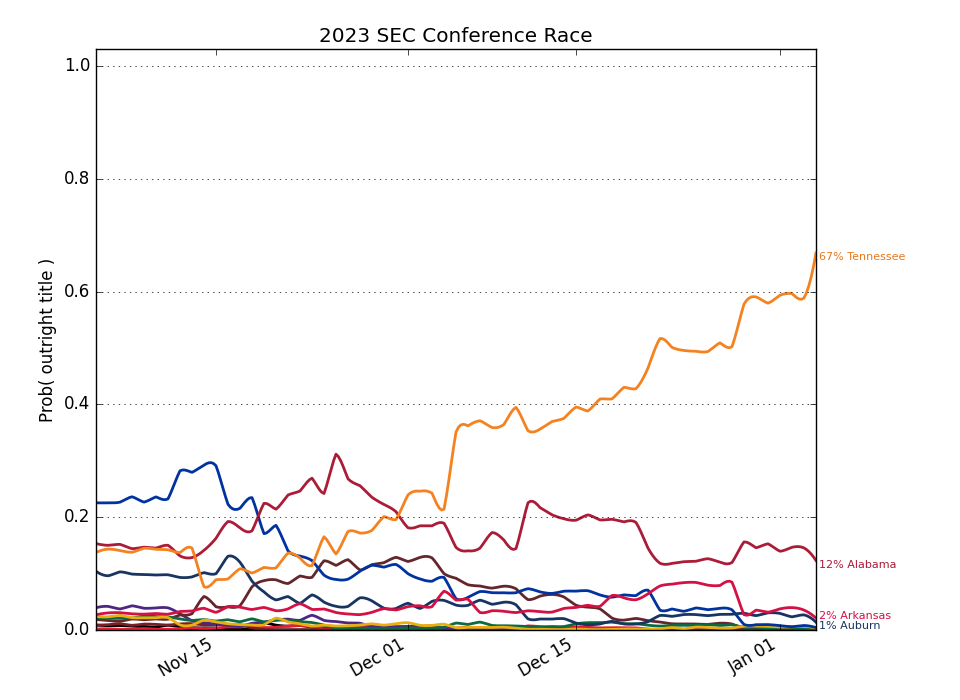 2023 SEC Conference Race
1.0
0.8
0.6
0.4
0.2
0.0
Prob( outright title )
67% Tennessee
12% Alabama
2% Arkansas
1% Auburn
Nov 15
Dec 01
Dec 15
Jan 01